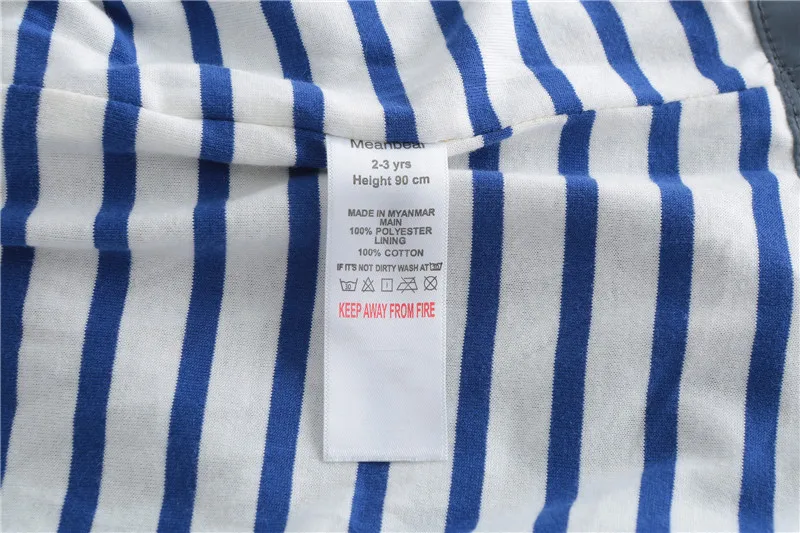 Meanbear
2-3 yrs
Height 90 cm
MADE IN MYANMAR
MAIN
100% POLYESTER
LINING
100% COTTON
IF IT'S NOT DIRTY WASH AT
KEEP AWAY FROM FIRE